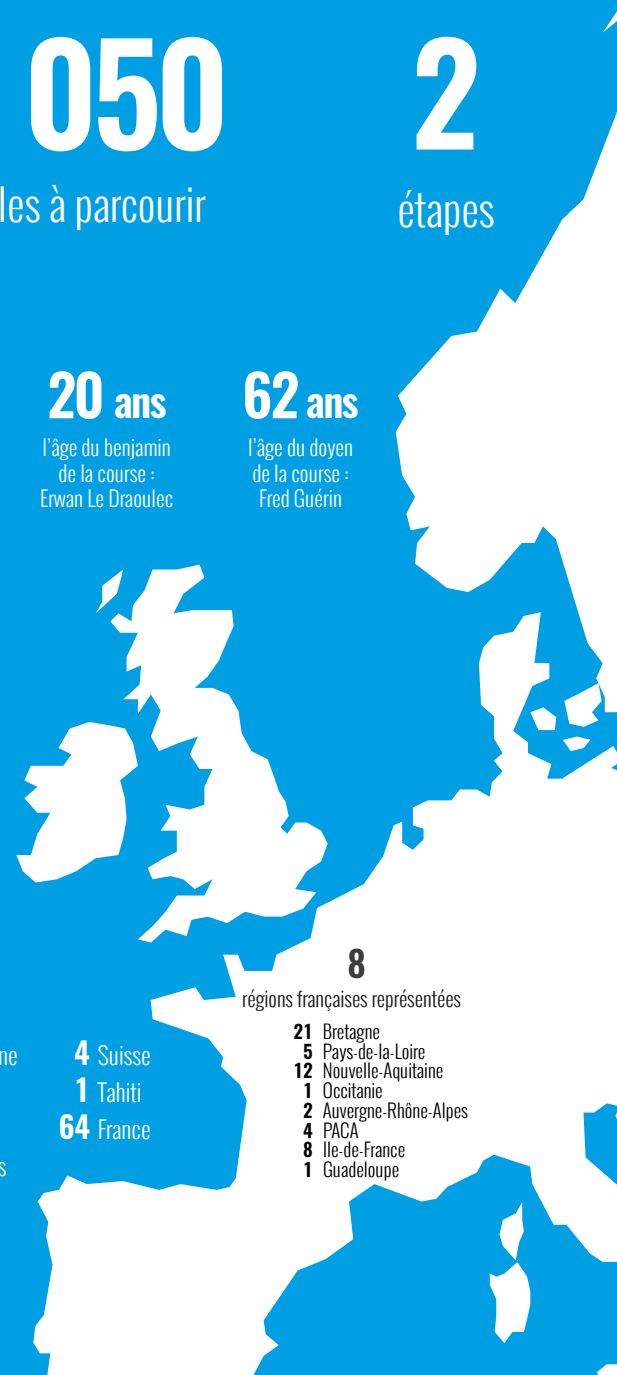 050
les à parcourir
2
étapes
20 ans
l'âge du benjamin
de la course :
Erwan Le Draoulec
62 ans
l'âge du doyen
de la course :
Fred Guérin
8
régions françaises représentées
21 Bretagne
5 Pays-de-la-Loire
12 Nouvelle-Aquitaine
1 Occitanie
2 Auvergne-Rhône-Alpes
4 PACA
8 Ile-de-France
1 Guadeloupe
ne
s
4 Suisse
1 Tahiti
64 France